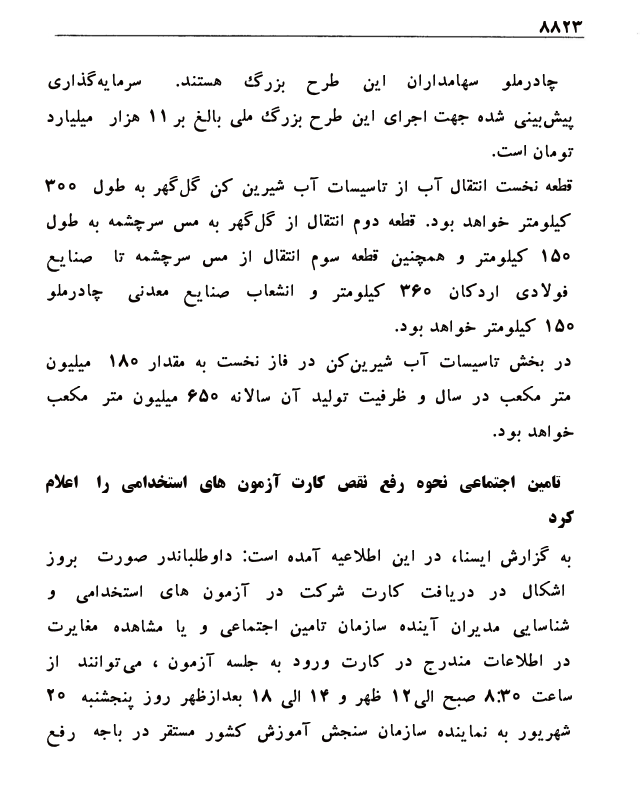 ۸۸۲۳
چادرملو سهامداران این طرح بزرگ هستند. سرمایه‌گذاری
پیش‌بینی شده جهت اجرای این طرح بزرگ ملی بالغ بر ۱۱ هزار میلیارد
تومان است.
قطعه نخست انتقال آب از تاسیسات آب شیرین کن گل‌گهر به طول ۳۰۰
کیلومتر خواهد بود. قطعه دوم انتقال از گل‌گهر به مس سرچشمه به طول
۱۵۰ کیلومتر و همچنین قطعه سوم انتقال از مس سرچشمه تا صنایع
فولادی اردکان ۳۶۰ کیلومتر و انشعاب صنایع معدنی چادرملو
۱۵۰ کیلومتر خواهد بود.
در بخش تاسیسات آب شیرین‌کن در فاز نخست به مقدار ۱۸۰ میلیون
متر مکعب در سال و ظرفیت تولید آن سالانه ۶۵۰ میلیون متر مکعب
خواهد بود.
تامین اجتماعی نحوه رفع نقص کارت آزمون های استخدامی را اعلام
کرد
به گزارش ایسنا، در این اطلاعیه آمده است: داوطلباندر صورت بروز
اشکال در دریافت کارت شرکت در آزمون های استخدامی و
شناسایی مدیران آینده سازمان تامین اجتماعی و یا مشاهده مغایرت
در اطلاعات مندرج در کارت ورود به جلسه آزمون ، می‌توانند از
ساعت ۸:۳۰ صبح الی۱۲ ظهر و ۱۴ الی ۱۸ بعدازظهر روز پنجشنبه ۲۰
شهریور به نماینده سازمان سنجش آموزش کشور مستقر در باجه رفع